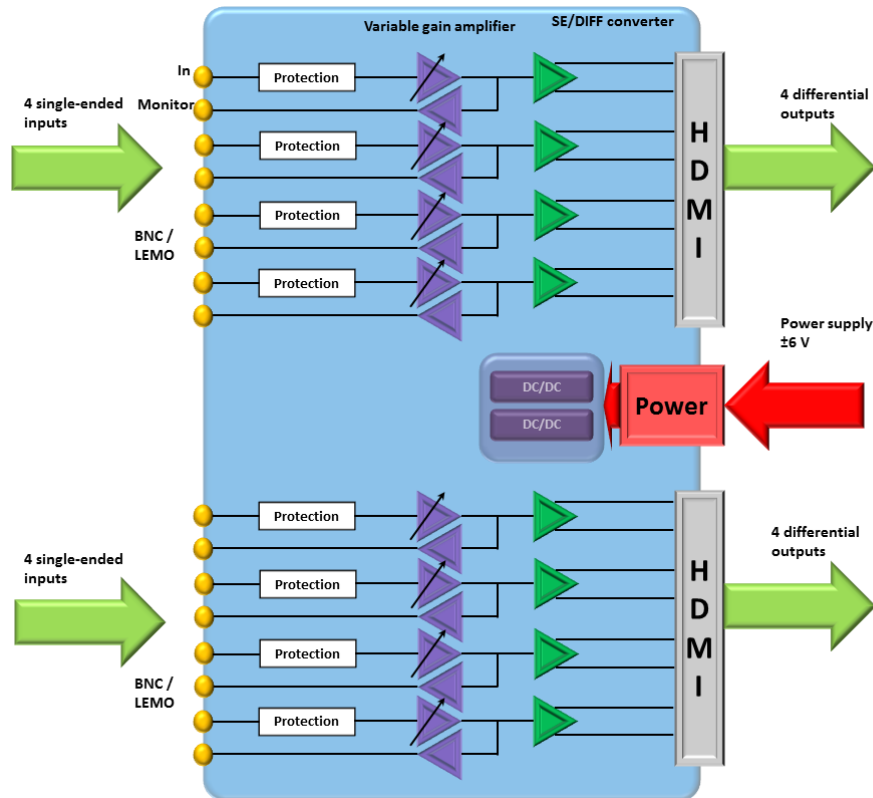 Variable gain amplifier
SE/DIFF converter
In
Protection
4 single-ended
inputs
Monitor
4 differential
outputs
Protection
HDMI
Protection
BNC /
LEMO
Protection
Power supply
±6 V
DC/DC
Power
DC/DC
Protection
4 single-ended
inputs
4 differential
outputs
Protection
HDMI
Protection
BNC /
LEMO
Protection